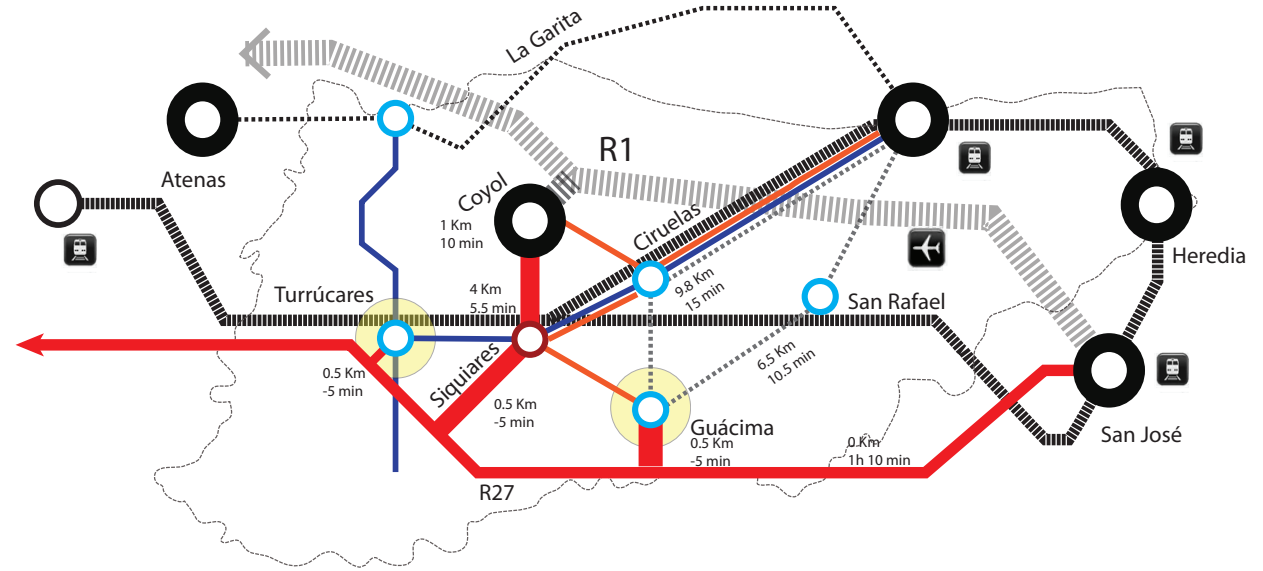 La Garita
R1
Atenas
Coyol
1 Km
10 min
Ciruelas
Heredia
9.8 Km
15 min
4 Km
5.5 min
Turrúcares
San Rafael
Siquiares
6.5 Km
10.5 min
0.5 Km
-5 min
0.5 Km
-5 min
Guácima
0.5 Km
-5 min
0 Km
1h 10 min
San José
R27